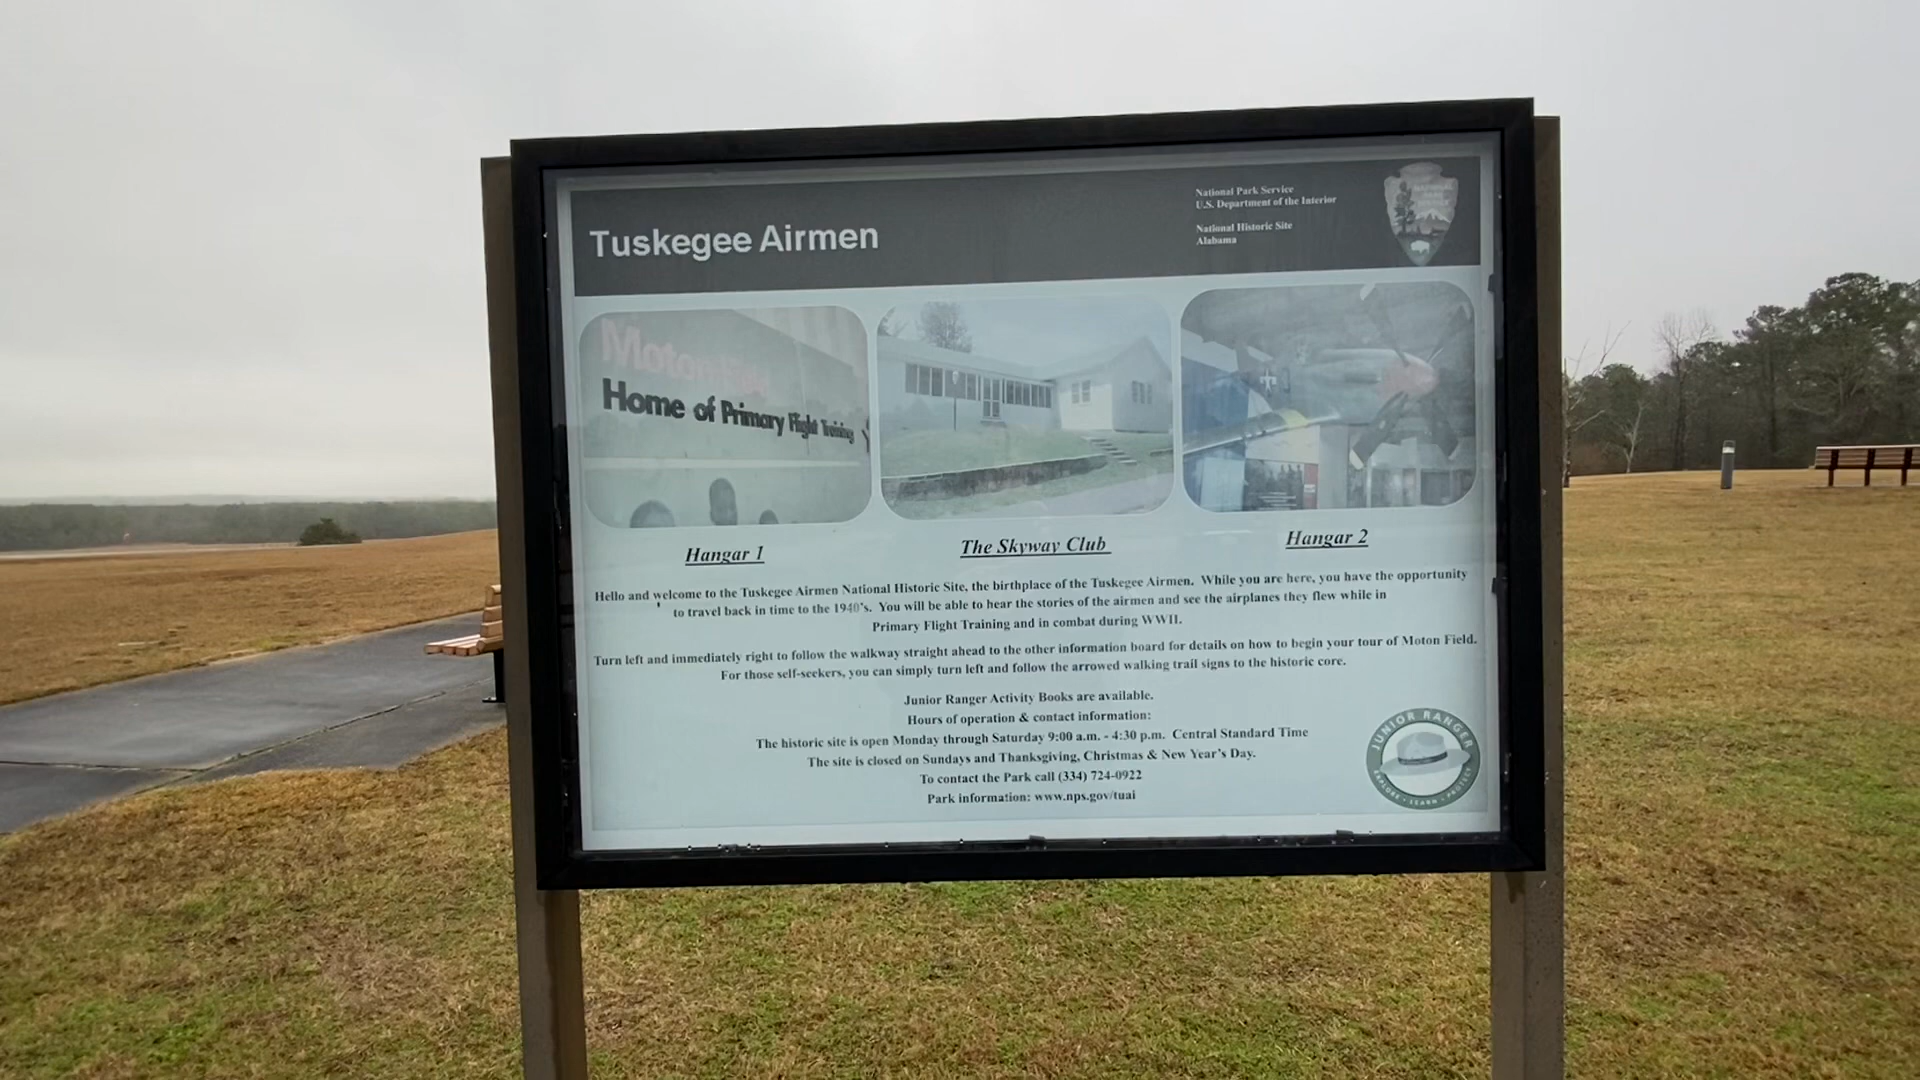 Tuskegee Airmen
National Park Service
U.S. Department of the Interior
National Historic Site
Alabama
NATIONAL
PARK
SERVICE
Moton Field
Home of Primary Flight Training
Hangar 1
The Skyway Club
Hangar 2
Hello and welcome to the Tuskegee Airmen National Historic Site, the birthplace of the Tuskegee Airmen. While you are here, you have the opportunity
to travel back in time to the 1940's. You will be able to hear the stories of the airmen and see the airplanes they flew while in
Primary Flight Training and in combat during WWII.
Turn left and immediately right to follow the walkway straight ahead to the other information board for details on how to begin your tour of Moton Field.
For those self-seekers, you can simply turn left and follow the arrowed walking trail signs to the historic core.
Junior Ranger Activity Books are available.
Hours of operation & contact information:
The historic site is open Monday through Saturday 9:00 a.m. - 4:30 p.m. Central Standard Time
The site is closed on Sundays and Thanksgiving, Christmas & New Year's Day.
To contact the Park call (334) 724-0922
Park information: www.nps.gov/tuai
JUNIOR RANGER
EXPLORE • LEARN • PROTECT